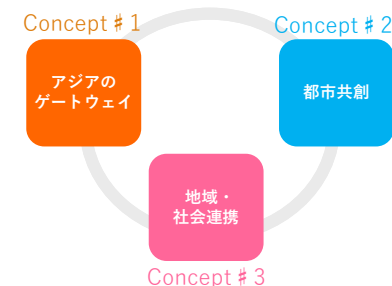 Concept♯1
アジアの
ゲートウェイ
Concept♯2
都市共創
地域・
社会連携
Concept♯3